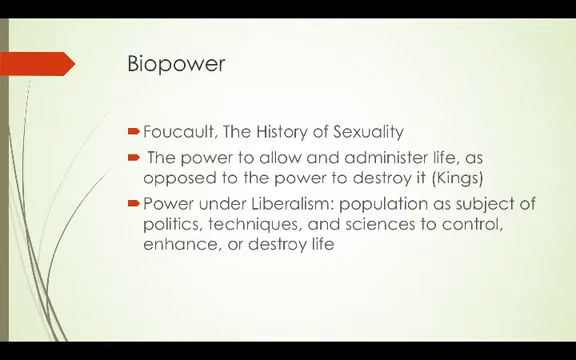 Biopower
Foucault, The History of Sexuality
The power to allow and administer life, as
opposed to the power to destroy it (Kings)
Power under Liberalism: population as subject of
politics, techniques, and sciences to control,
enhance, or destroy life